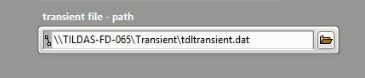 transient file - path
\\TILDAS-FD-065\Transient\tdltransient.dat